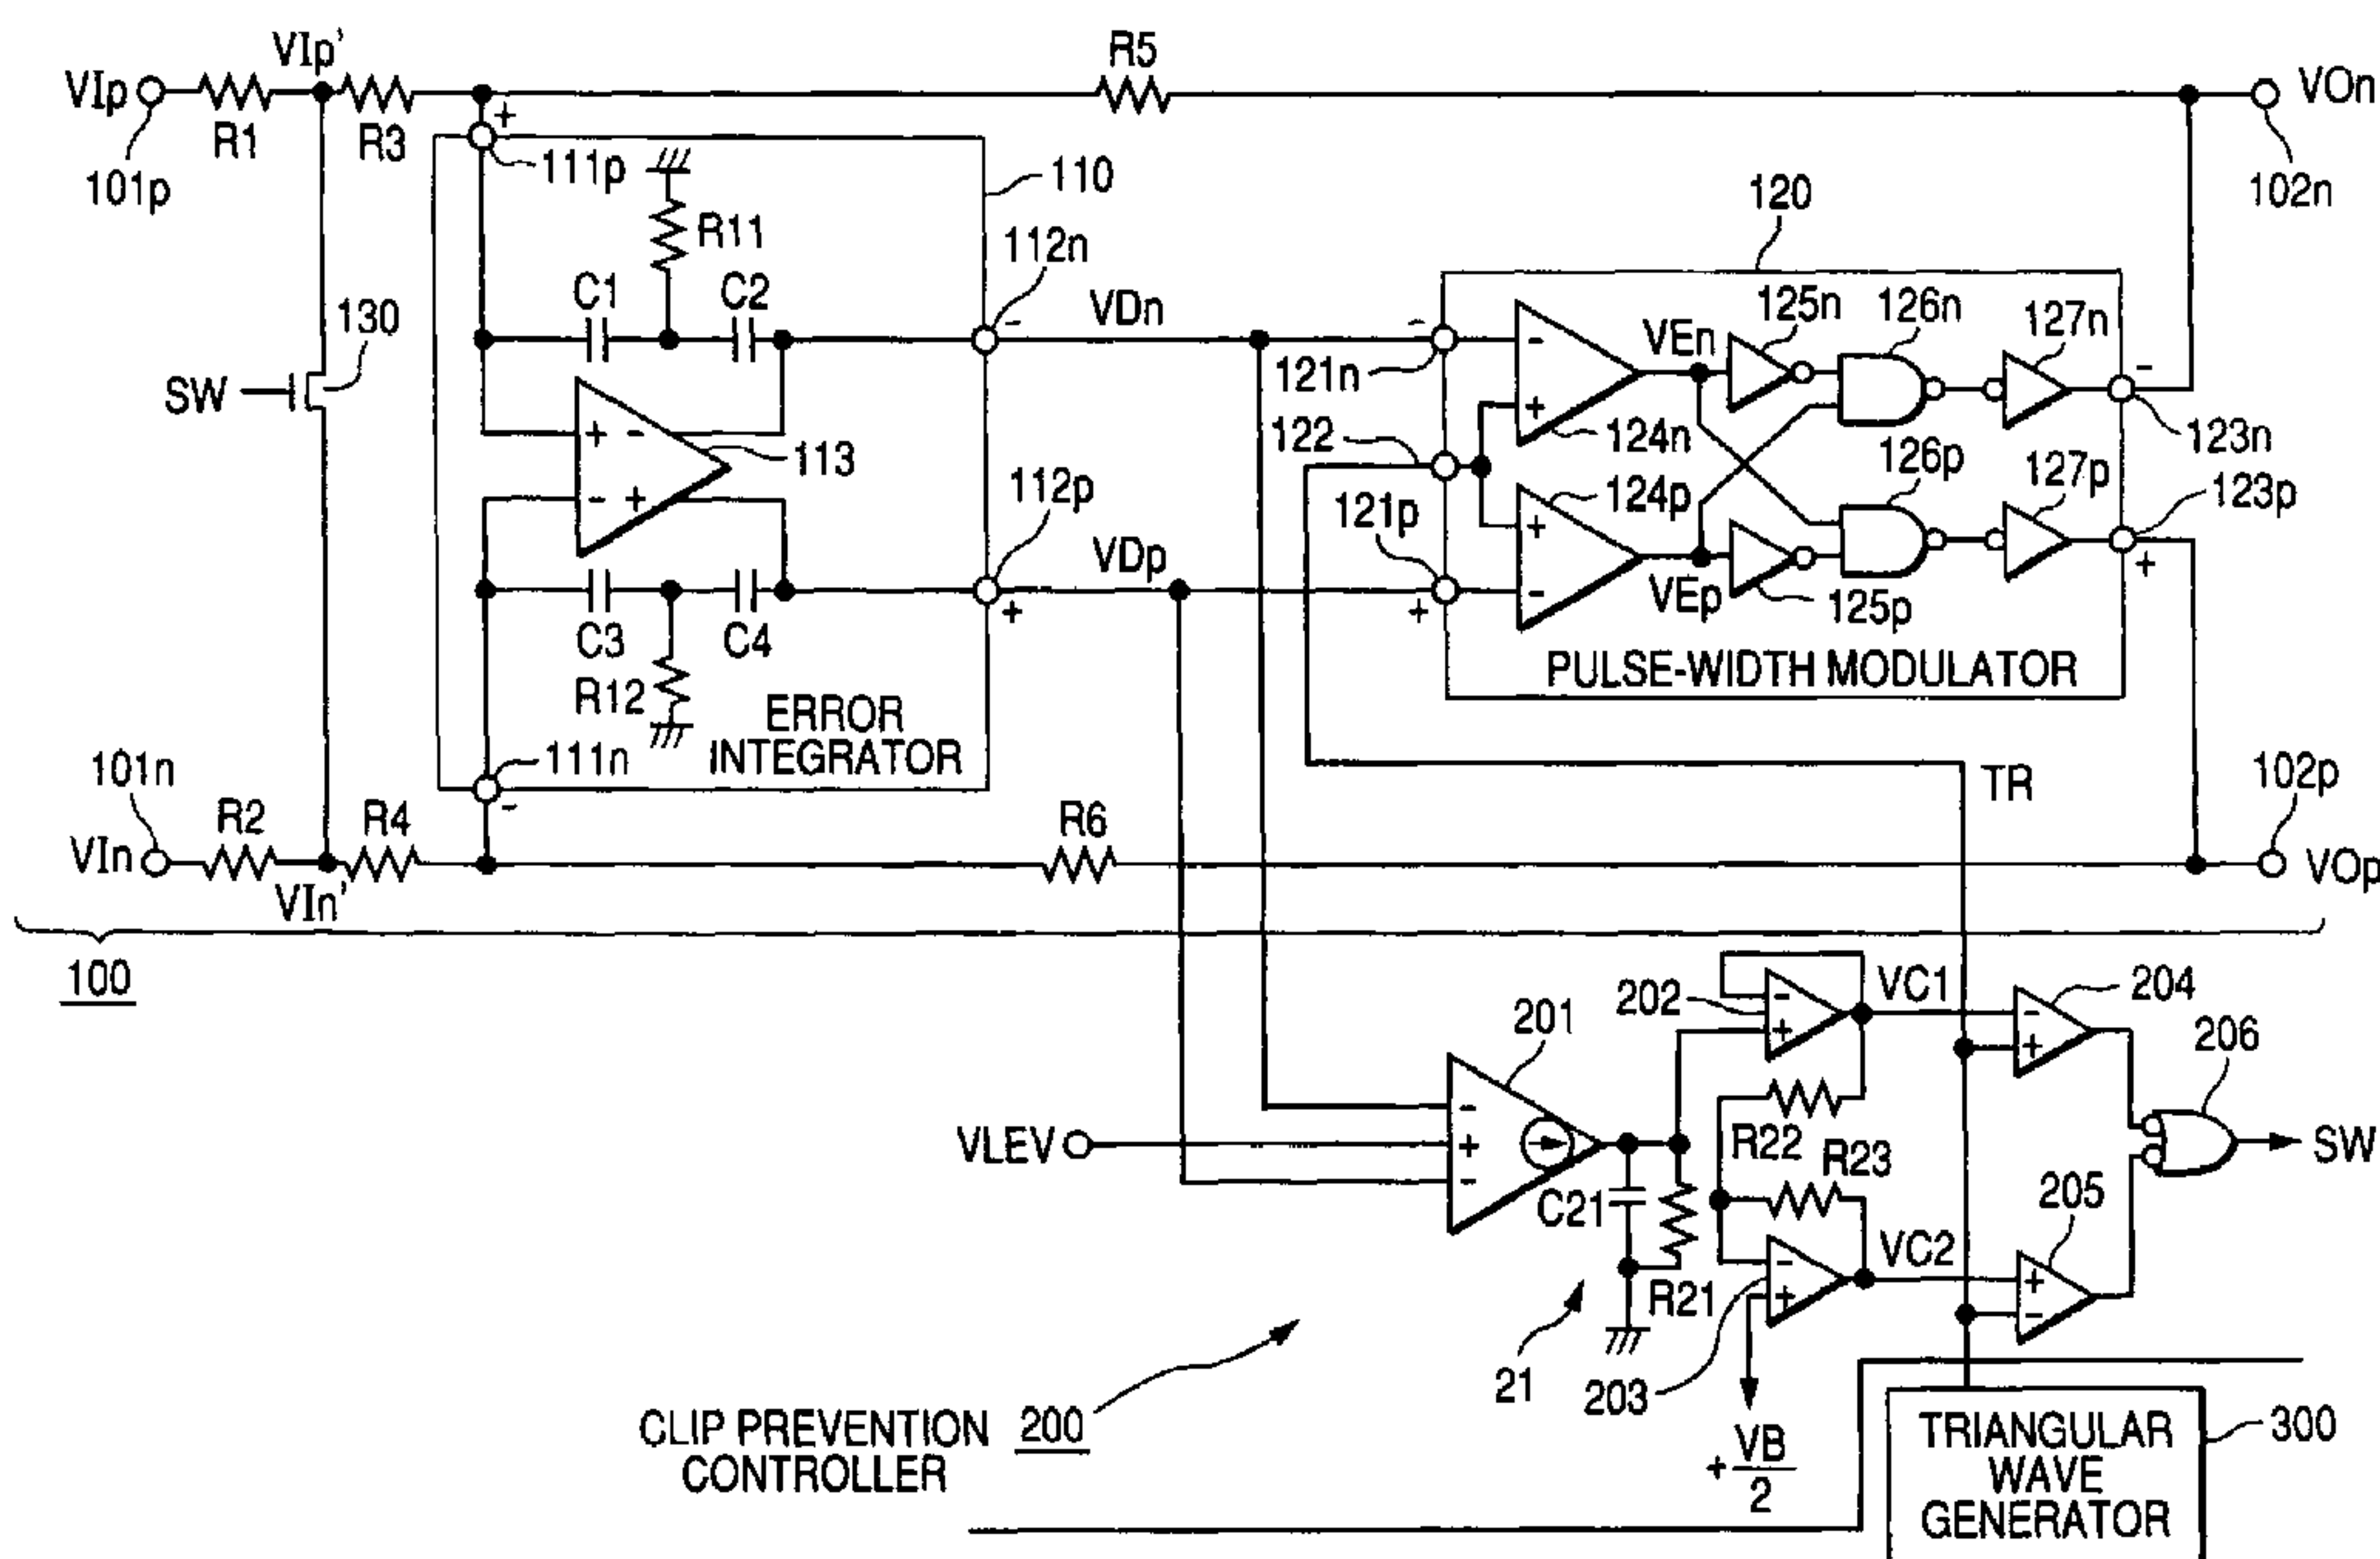 VIp' R5
VIp VOn
R1 R3
101p + 111p 110 102n
R11 112n 120
C1 C2 - VDn - 125n 126n 127n
130 121n - VEn -
SW + - 113 122 + 124n 123n
126p
- + 112p 121p + 124p 127p 123p
VDp - VEp 125p +
C3 C4 + +
R12 PULSE-WIDTH MODULATOR
ERROR
INTEGRATOR
101n 111n TR 102p
R2 R4 - R6
VIn VOp
VIn'
100 202 - VC1 204
201 + - + 206
- R22
VLEV + R23 SW
- C21 205
- VC2 +
R21 + -
21 203
CLIP PREVENTION
CONTROLLER
200
+VB/2
TRIANGULAR
WAVE
GENERATOR
300